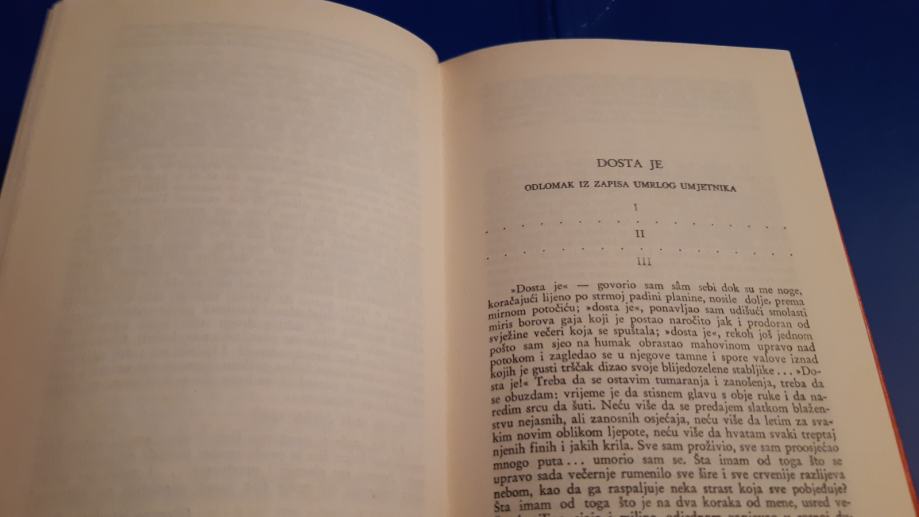 DOSTA JE
ODLOMAK IZ ZAPISA UMRLOG UMJETNIKA
I
. . . . . . . . . . . . . . . . .
II
. . . . . . . . . . . . . . . . .
III
»Dosta je« — govorio sam sâm sebi dok su me noge,
koračajući lijeno po strmoj padini planine, nosile dolje, prema
mirnom potočiću; »dosta je«, ponavljao sam udišući smolasti
miris borova gaja koji je postao naročito jak i prodoran od
svježine večeri koja se spuštala; »dosta je«, rekoh još jednom
pošto sam sjeo na humak obrastao mahovinom upravo nad
potokom i zagledao se u njegove tamne i spore valove iznad
kojih je gusti trščak dizao svoje blijedozelene stabljike... »Do-
sta je!« Treba da se ostavim tumaranja i zanošenja, treba da
se obuzdam: vrijeme je da stisnem glavu s obje ruke i da na-
redim srcu da šuti. Neću više da se predajem slatkom blažen-
stvu nejasnih, ali zanosnih osjećaja, neću više da letim za sva-
kim novim oblikom ljepote, neću više da hvatam svaki treptaj
njenih finih i jakih krila. Sve sam proživio, sve sam proosjećao
mnogo puta... umorio sam se. Šta imam od toga što se
upravo sada večernje rumenilo sve šire i sve crvenije razlijeva
nebom, kao da ga raspaljuje neka strast koja sve pobjeđuje?
Šta imam od toga što je na dva koraka od mene, usred ve-